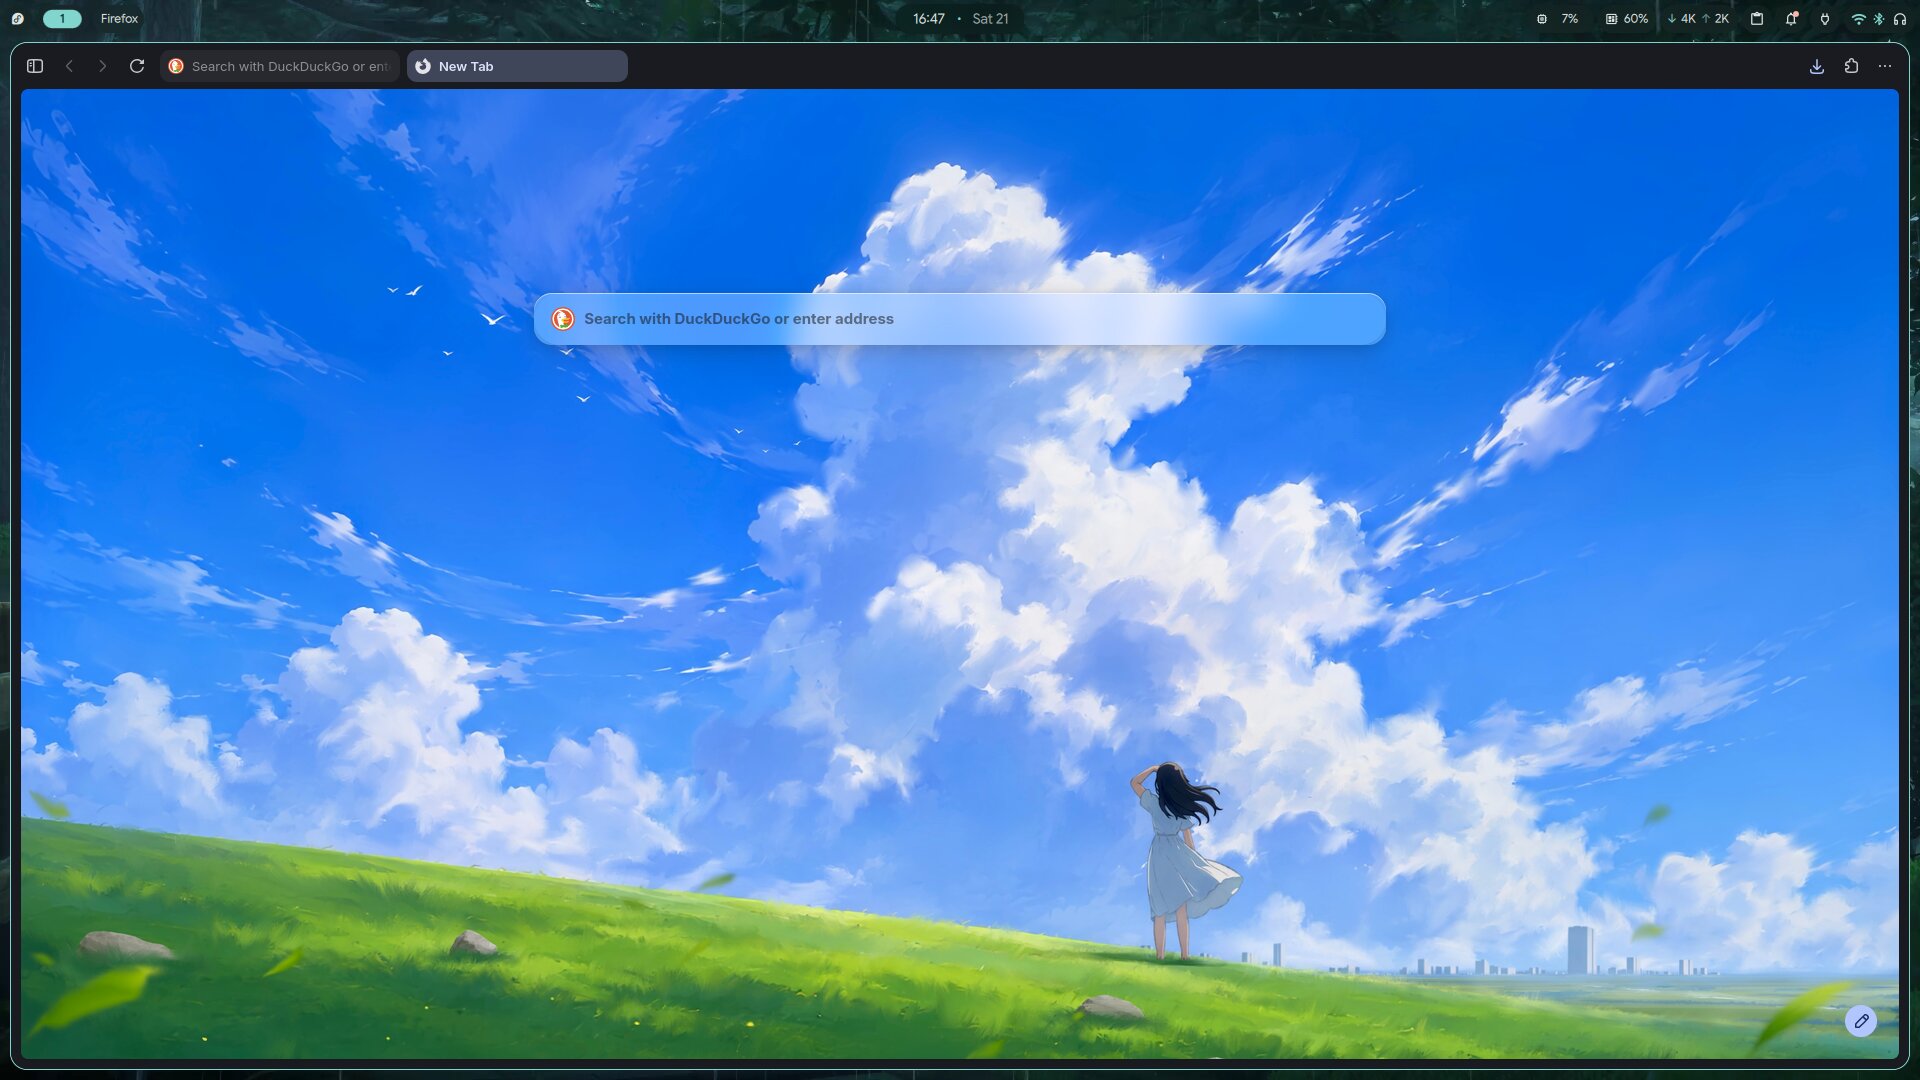 1 Firefox 16:47 • Sat 21 7% 60% ↓ 4K ↑ 2K
Search with DuckDuckGo or ent
New Tab
Search with DuckDuckGo or enter address